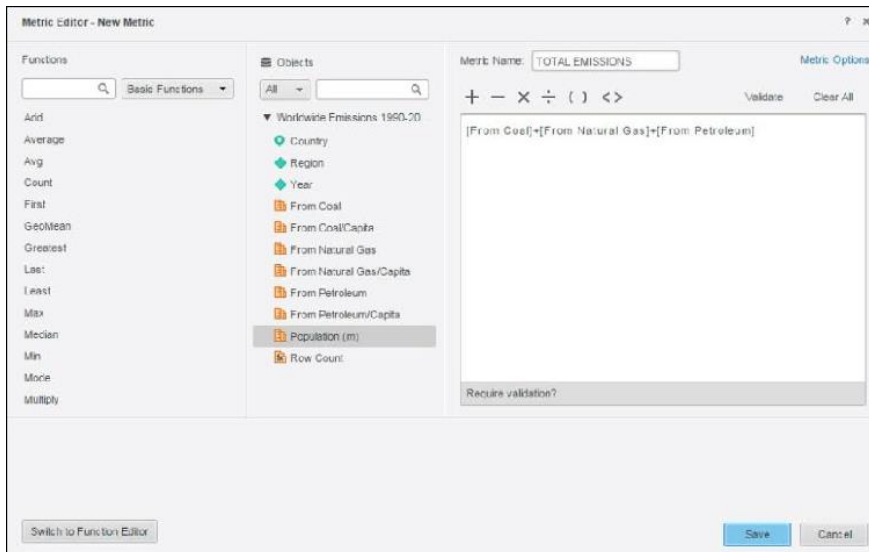 Metric Editor - New Metric
?
Functions
Basic Functions
Add
Average
Avg
Count
First
GeoMean
Greatest
Last
Least
Max
Median
Min
Mode
Multiply
Objects
All
Worldwide Emissions 1990-20
Country
Region
Year
From Coal
From Coal/Capita
From Natural Gas
From Natural Gas/Capita
From Petroleum
From Petroleum/Capita
Population (m)
Row Count
Metric Name: TOTAL EMISSIONS
Metric Options
+ − × ÷ ( ) <>
Validate Clear All
[From Coal]+[From Natural Gas]+[From Petroleum]
Require validation?
Switch to Function Editor
Save Cancel